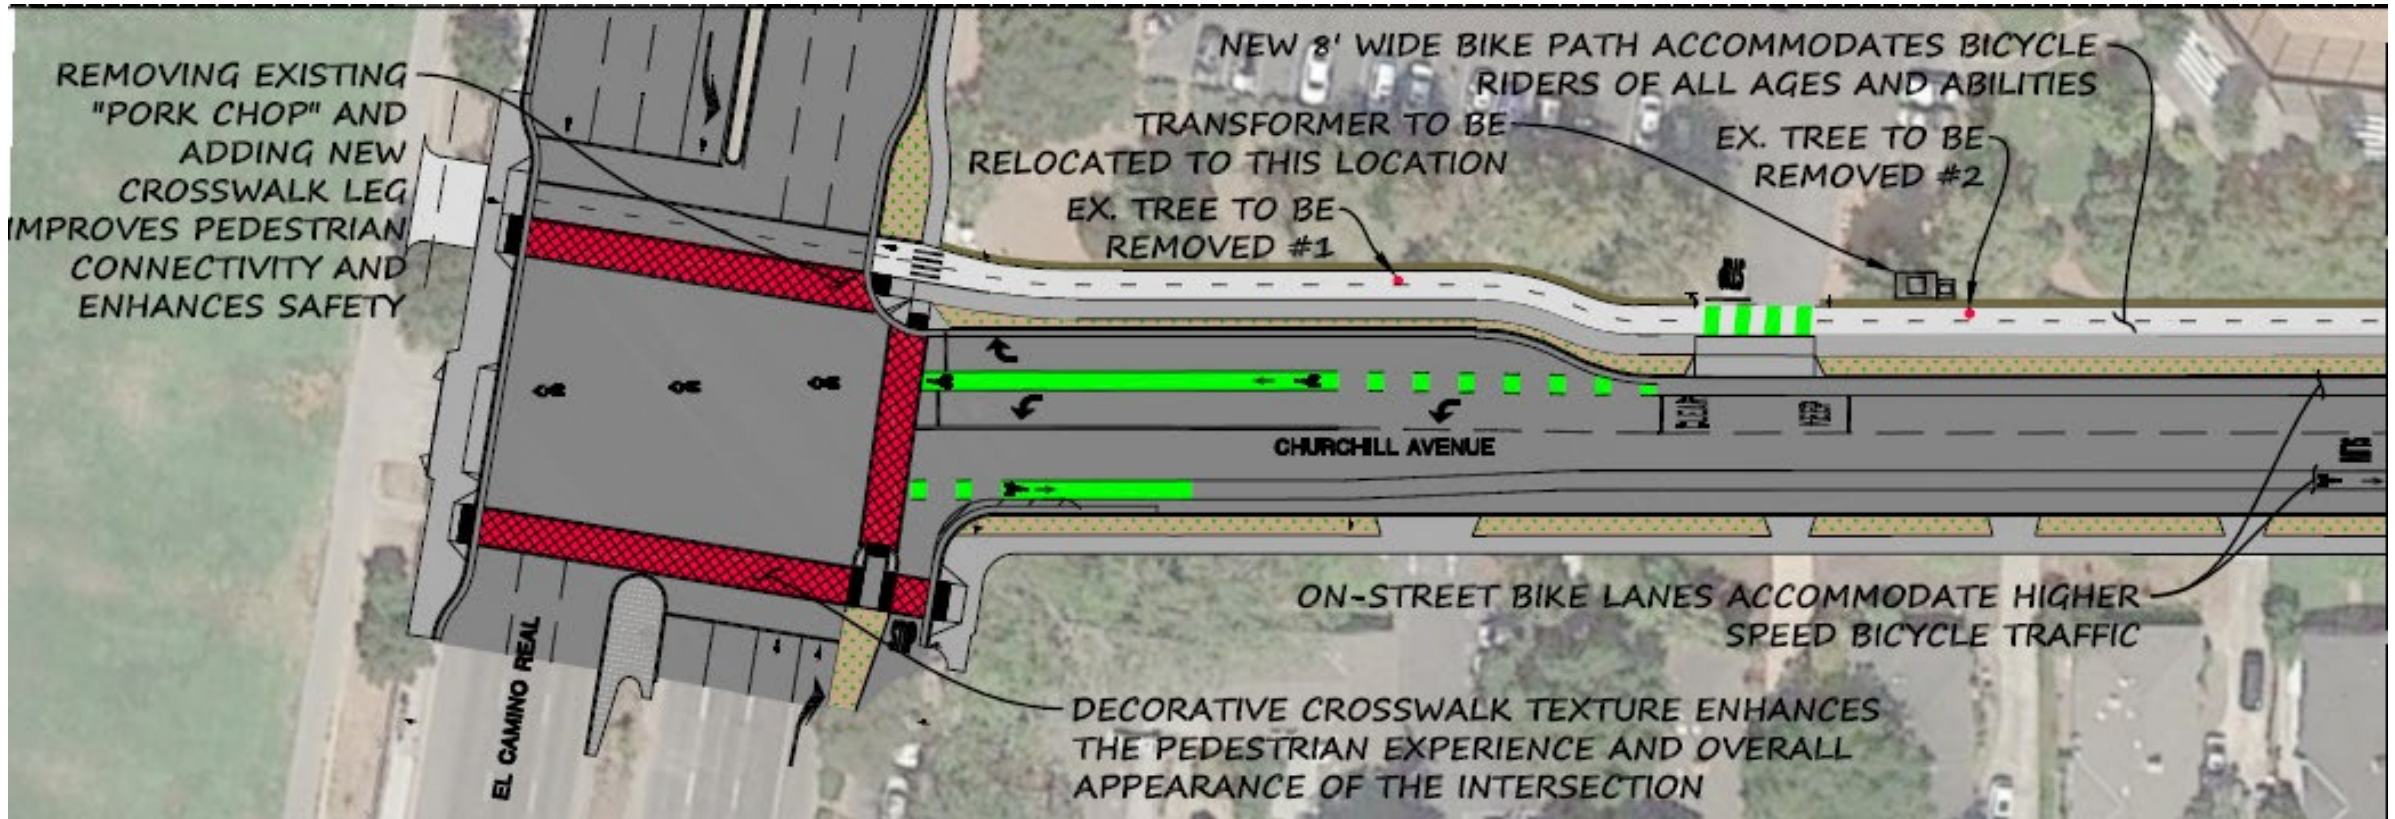 REMOVING EXISTING
"PORK CHOP" AND
ADDING NEW
CROSSWALK LEG
IMPROVES PEDESTRIAN
CONNECTIVITY AND
ENHANCES SAFETY
NEW 8' WIDE BIKE PATH ACCOMMODATES BICYCLE
RIDERS OF ALL AGES AND ABILITIES
TRANSFORMER TO BE
RELOCATED TO THIS LOCATION
EX. TREE TO BE
REMOVED #2
EX. TREE TO BE
REMOVED #1
CLEAR
KEEP
CHURCHILL AVENUE
ON-STREET BIKE LANES ACCOMMODATE HIGHER
SPEED BICYCLE TRAFFIC
EL CAMINO REAL
DECORATIVE CROSSWALK TEXTURE ENHANCES
THE PEDESTRIAN EXPERIENCE AND OVERALL
APPEARANCE OF THE INTERSECTION